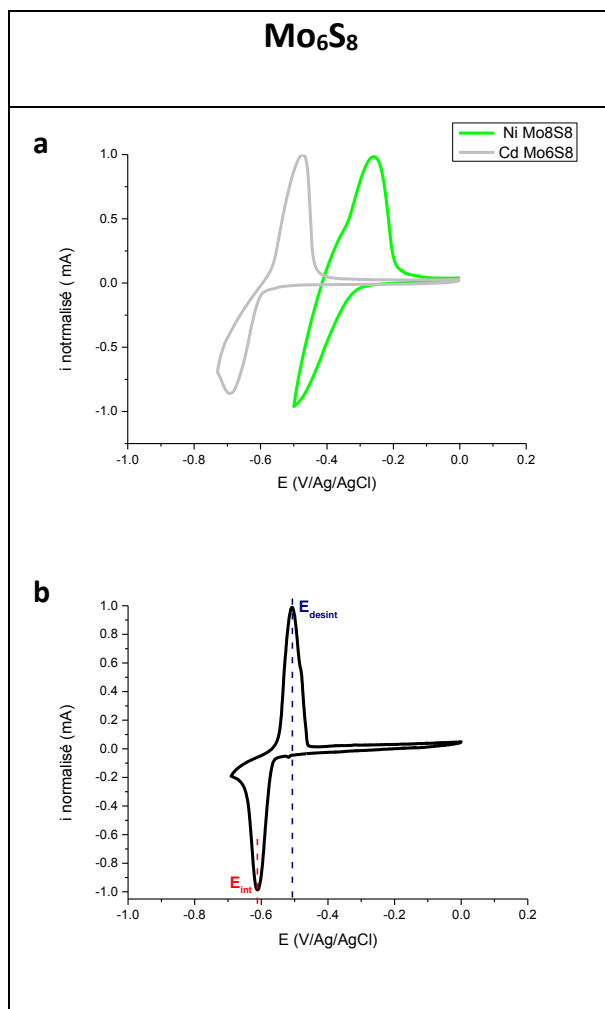 Mo₆S₈
a
Ni Mo8S8
Cd Mo6S8
1.0
0.5
0.0
-0.5
-1.0
i notrmalisé ( mA)
-1.0 -0.8 -0.6 -0.4 -0.2 0.0 0.2
E (V/Ag/AgCl)
b
1.0
0.8
0.6
0.4
0.2
0.0
-0.2
-0.4
-0.6
-0.8
-1.0
i normalisé (mA)
E_desint
E_int
-1.0 -0.8 -0.6 -0.4 -0.2 0.0 0.2
E (V/Ag/AgCl)